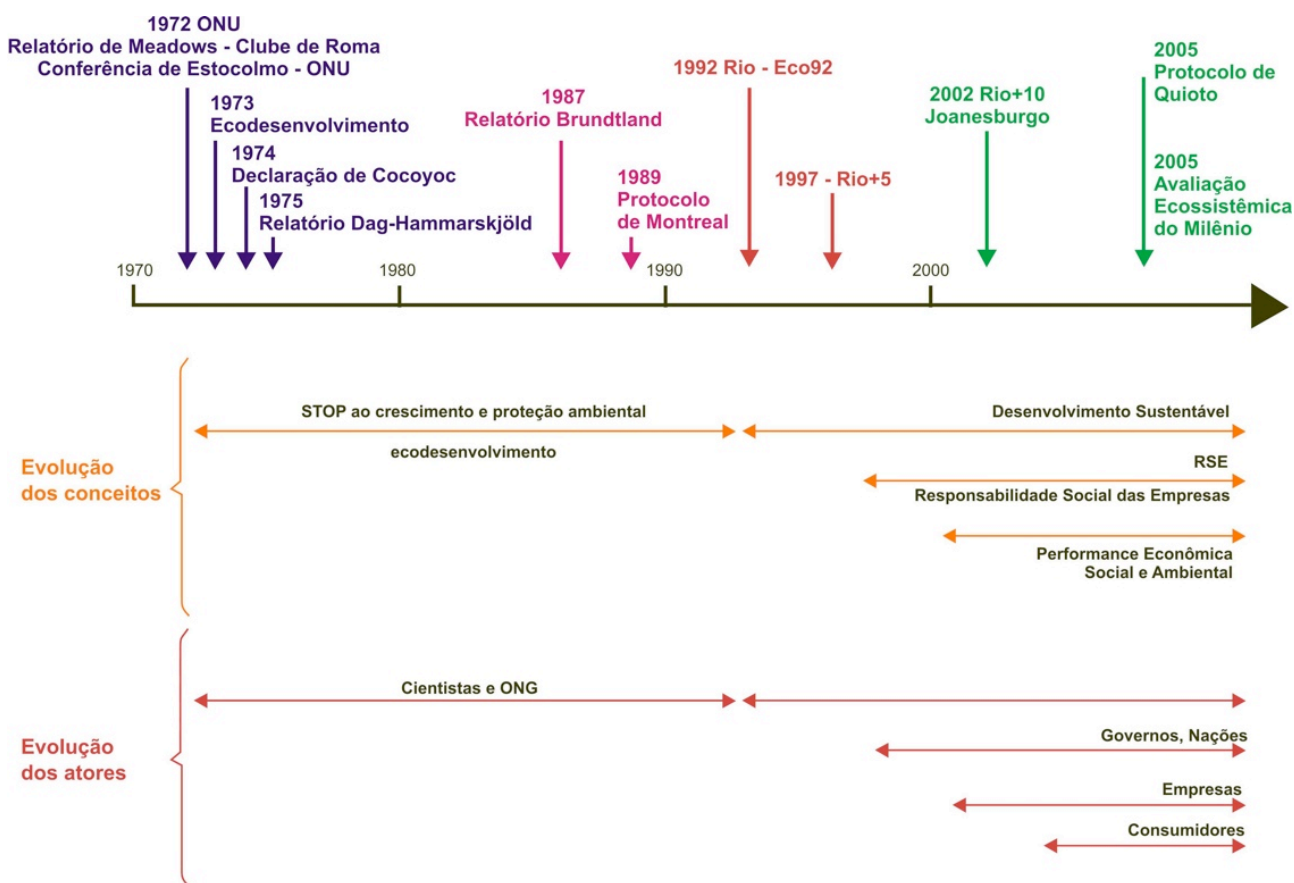 1972 ONU
Relatório de Meadows - Clube de Roma
Conferência de Estocolmo - ONU
1973
Ecodesenvolvimento
1974
Declaração de Cocoyoc
1975
Relatório Dag-Hammarskjöld
1987
Relatório Brundtland
1989
Protocolo
de Montreal
1992 Rio - Eco92
1997 - Rio+5
2002 Rio+10
Joanesburgo
2005
Protocolo de
Quioto
2005
Avaliação
Ecossistêmica
do Milênio
1970
1980
1990
2000
Evolução
dos conceitos
STOP ao crescimento e proteção ambiental
ecodesenvolvimento
Desenvolvimento Sustentável
RSE
Responsabilidade Social das Empresas
Performance Econômica
Social e Ambiental
Evolução
dos atores
Cientistas e ONG
Governos, Nações
Empresas
Consumidores